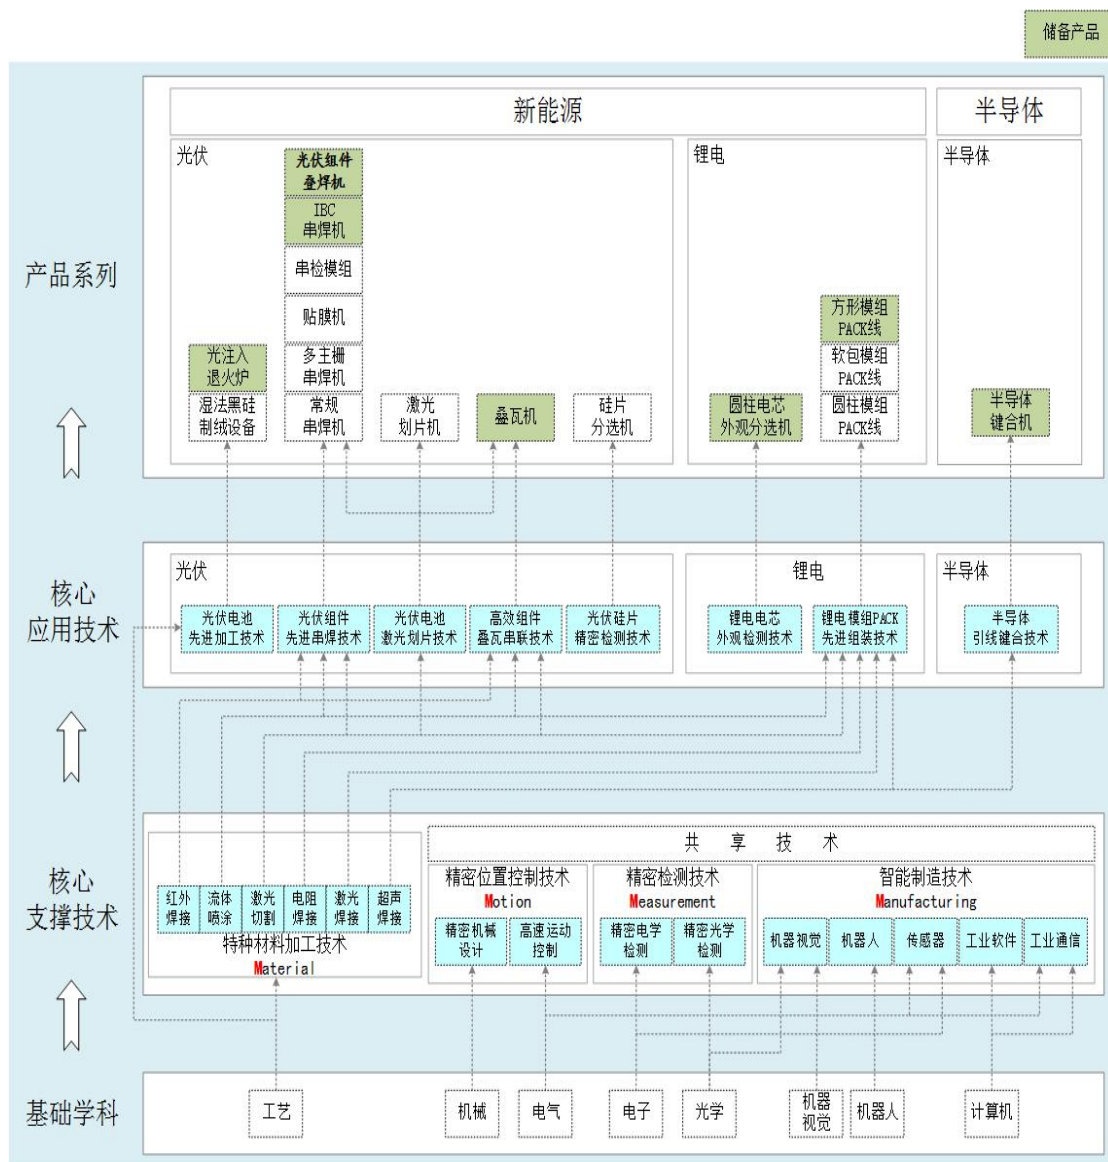 储备产品
新能源
半导体
产品系列
光伏
光伏组件
叠焊机
IBC
串焊机
串检模组
贴膜机
光注入
退火炉
多主栅
串焊机
湿法黑硅
制绒设备
常规
串焊机
激光
划片机
叠瓦机
硅片
分选机
锂电
圆柱电芯
外观分选机
方形模组
PACK线
软包模组
PACK线
圆柱模组
PACK线
半导体
半导体
键合机
核心
应用技术
光伏
光伏电池
先进加工技术
光伏组件
先进串焊技术
光伏电池
激光划片技术
高效组件
叠瓦串联技术
光伏硅片
精密检测技术
锂电
锂电电芯
外观检测技术
锂电模组PACK
先进组装技术
半导体
半导体
引线键合技术
核心
支撑技术
红外
焊接
流体
喷涂
激光
切割
电阻
焊接
激光
焊接
超声
焊接
特种材料加工技术
Material
共享技术
精密位置控制技术
Motion
精密机械
设计
高速运动
控制
精密检测技术
Measurement
精密电学
检测
精密光学
检测
智能制造技术
Manufacturing
机器视觉
机器人
传感器
工业软件
工业通信
基础学科
工艺
机械
电气
电子
光学
机器
视觉
机器人
计算机